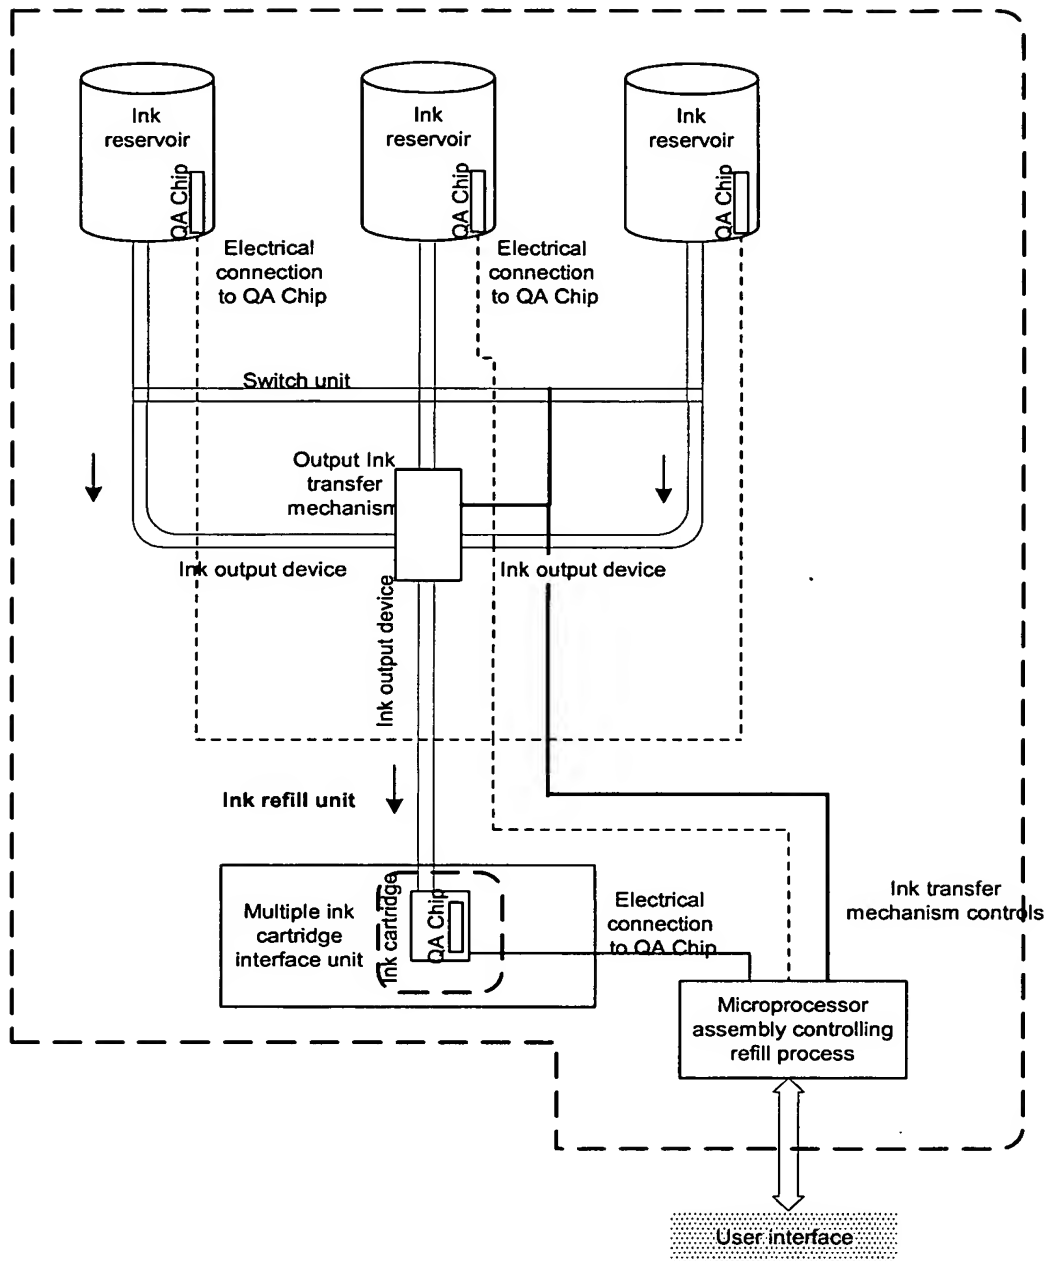 Ink
reservoir
QA Chip
Ink
reservoir
QA Chip
Ink
reservoir
QA Chip
Electrical
connection
to QA Chip
Electrical
connection
to QA Chip
Switch unit
Output Ink
transfer
mechanism
Ink output device
Ink output device
Ink output device
Ink refill unit
Multiple ink
cartridge
interface unit
Ink cartridge
QA Chip
Electrical
connection
to QA Chip
Ink transfer
mechanism controls
Microprocessor
assembly controlling
refill process
User interface